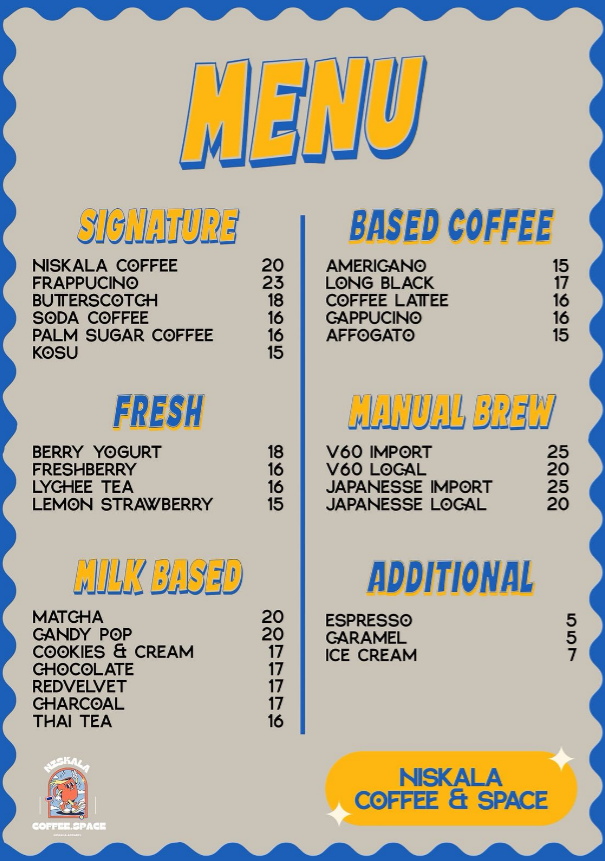 MENU
SIGNATURE
NISKALA COFFEE 20
FRAPPUCINO 23
BUTTERSCOTCH 18
SODA COFFEE 16
PALM SUGAR COFFEE 16
KOSU 15
FRESH
BERRY YOGURT 18
FRESHBERRY 16
LYCHEE TEA 16
LEMON STRAWBERRY 15
MILK BASED
MATCHA 20
CANDY POP 20
COOKIES & CREAM 17
CHOCOLATE 17
REDVELVET 17
CHARCOAL 17
THAI TEA 16
BASED COFFEE
AMERICANO 15
LONG BLACK 17
COFFEE LATTEE 16
CAPPUCINO 16
AFFOGATO 15
MANUAL BREW
V60 IMPORT 25
V60 LOCAL 20
JAPANESSE IMPORT 25
JAPANESSE LOCAL 20
ADDITIONAL
ESPRESSO 5
CARAMEL 5
ICE CREAM 7
NISKALA
COFFEE.SPACE
NISKALA
COFFEE & SPACE